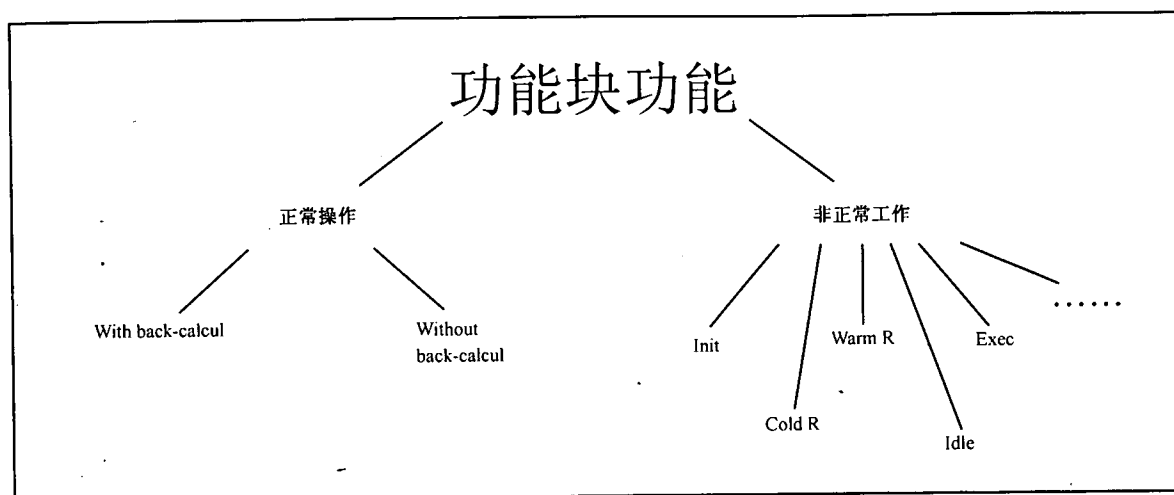 功能块功能
正常操作
非正常工作
With back-calcul
Without
back-calcul
Init
Warm R
Exec
......
Cold R
Idle